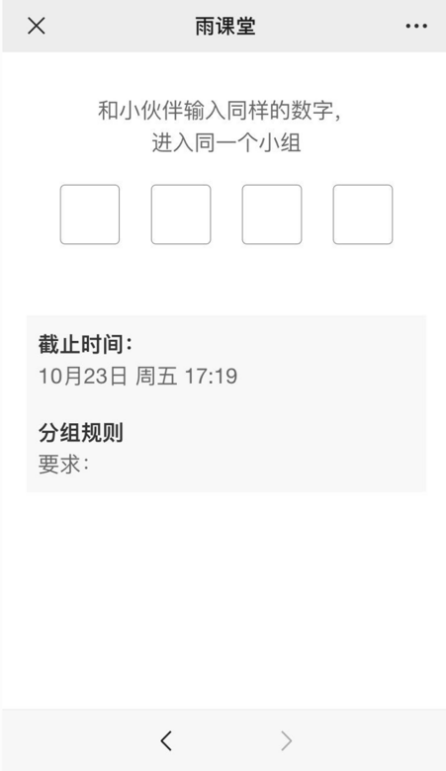 雨课堂
和小伙伴输入同样的数字，
进入同一个小组
截止时间：
10月23日 周五 17:19
分组规则
要求：